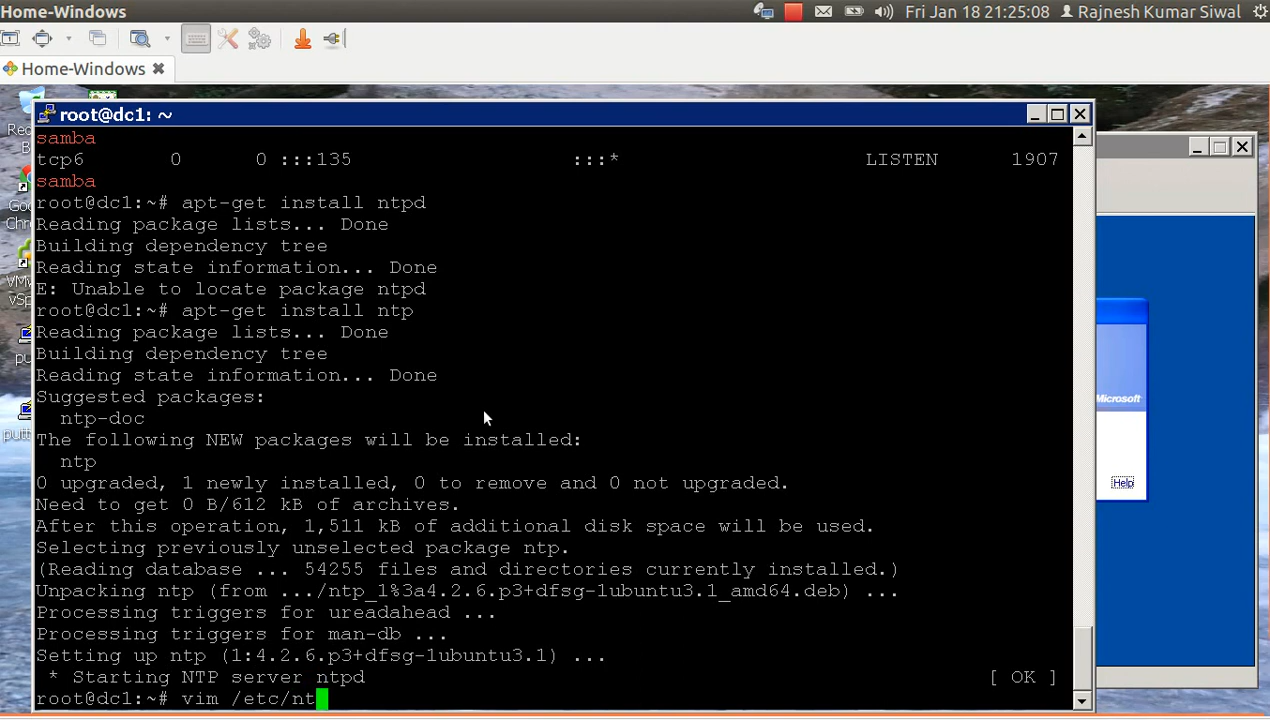 Home-Windows
Fri Jan 18 21:25:08
Rajnesh Kumar Siwal
Home-Windows
root@dc1: ~
samba
tcp6 0 0 :::135 :::* LISTEN 1907
samba
root@dc1:~# apt-get install ntpd
Reading package lists... Done
Building dependency tree
Reading state information... Done
E: Unable to locate package ntpd
root@dc1:~# apt-get install ntp
Reading package lists... Done
Building dependency tree
Reading state information... Done
Suggested packages:
ntp-doc
The following NEW packages will be installed:
ntp
0 upgraded, 1 newly installed, 0 to remove and 0 not upgraded.
Need to get 0 B/612 kB of archives.
After this operation, 1,511 kB of additional disk space will be used.
Selecting previously unselected package ntp.
(Reading database ... 54255 files and directories currently installed.)
Unpacking ntp (from .../ntp_1%3a4.2.6.p3+dfsg-1ubuntu3.1_amd64.deb) ...
Processing triggers for ureadahead ...
Processing triggers for man-db ...
Setting up ntp (1:4.2.6.p3+dfsg-1ubuntu3.1) ...
* Starting NTP server ntpd [ OK ]
root@dc1:~# vim /etc/nt
Microsoft
Help